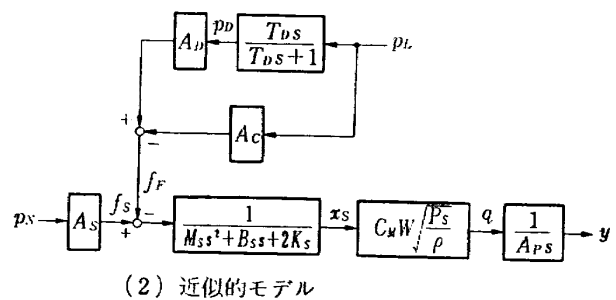 A_D
p_D
T_D s
T_D s+1
p_L
+
−
A_C
f_F
p_N
A_S
f_S
+
−
1
M_S s²+B_S s+2K_S
x_S
C_M W √P_S
ρ
q
1
A_P s
y
(2) 近似的モデル